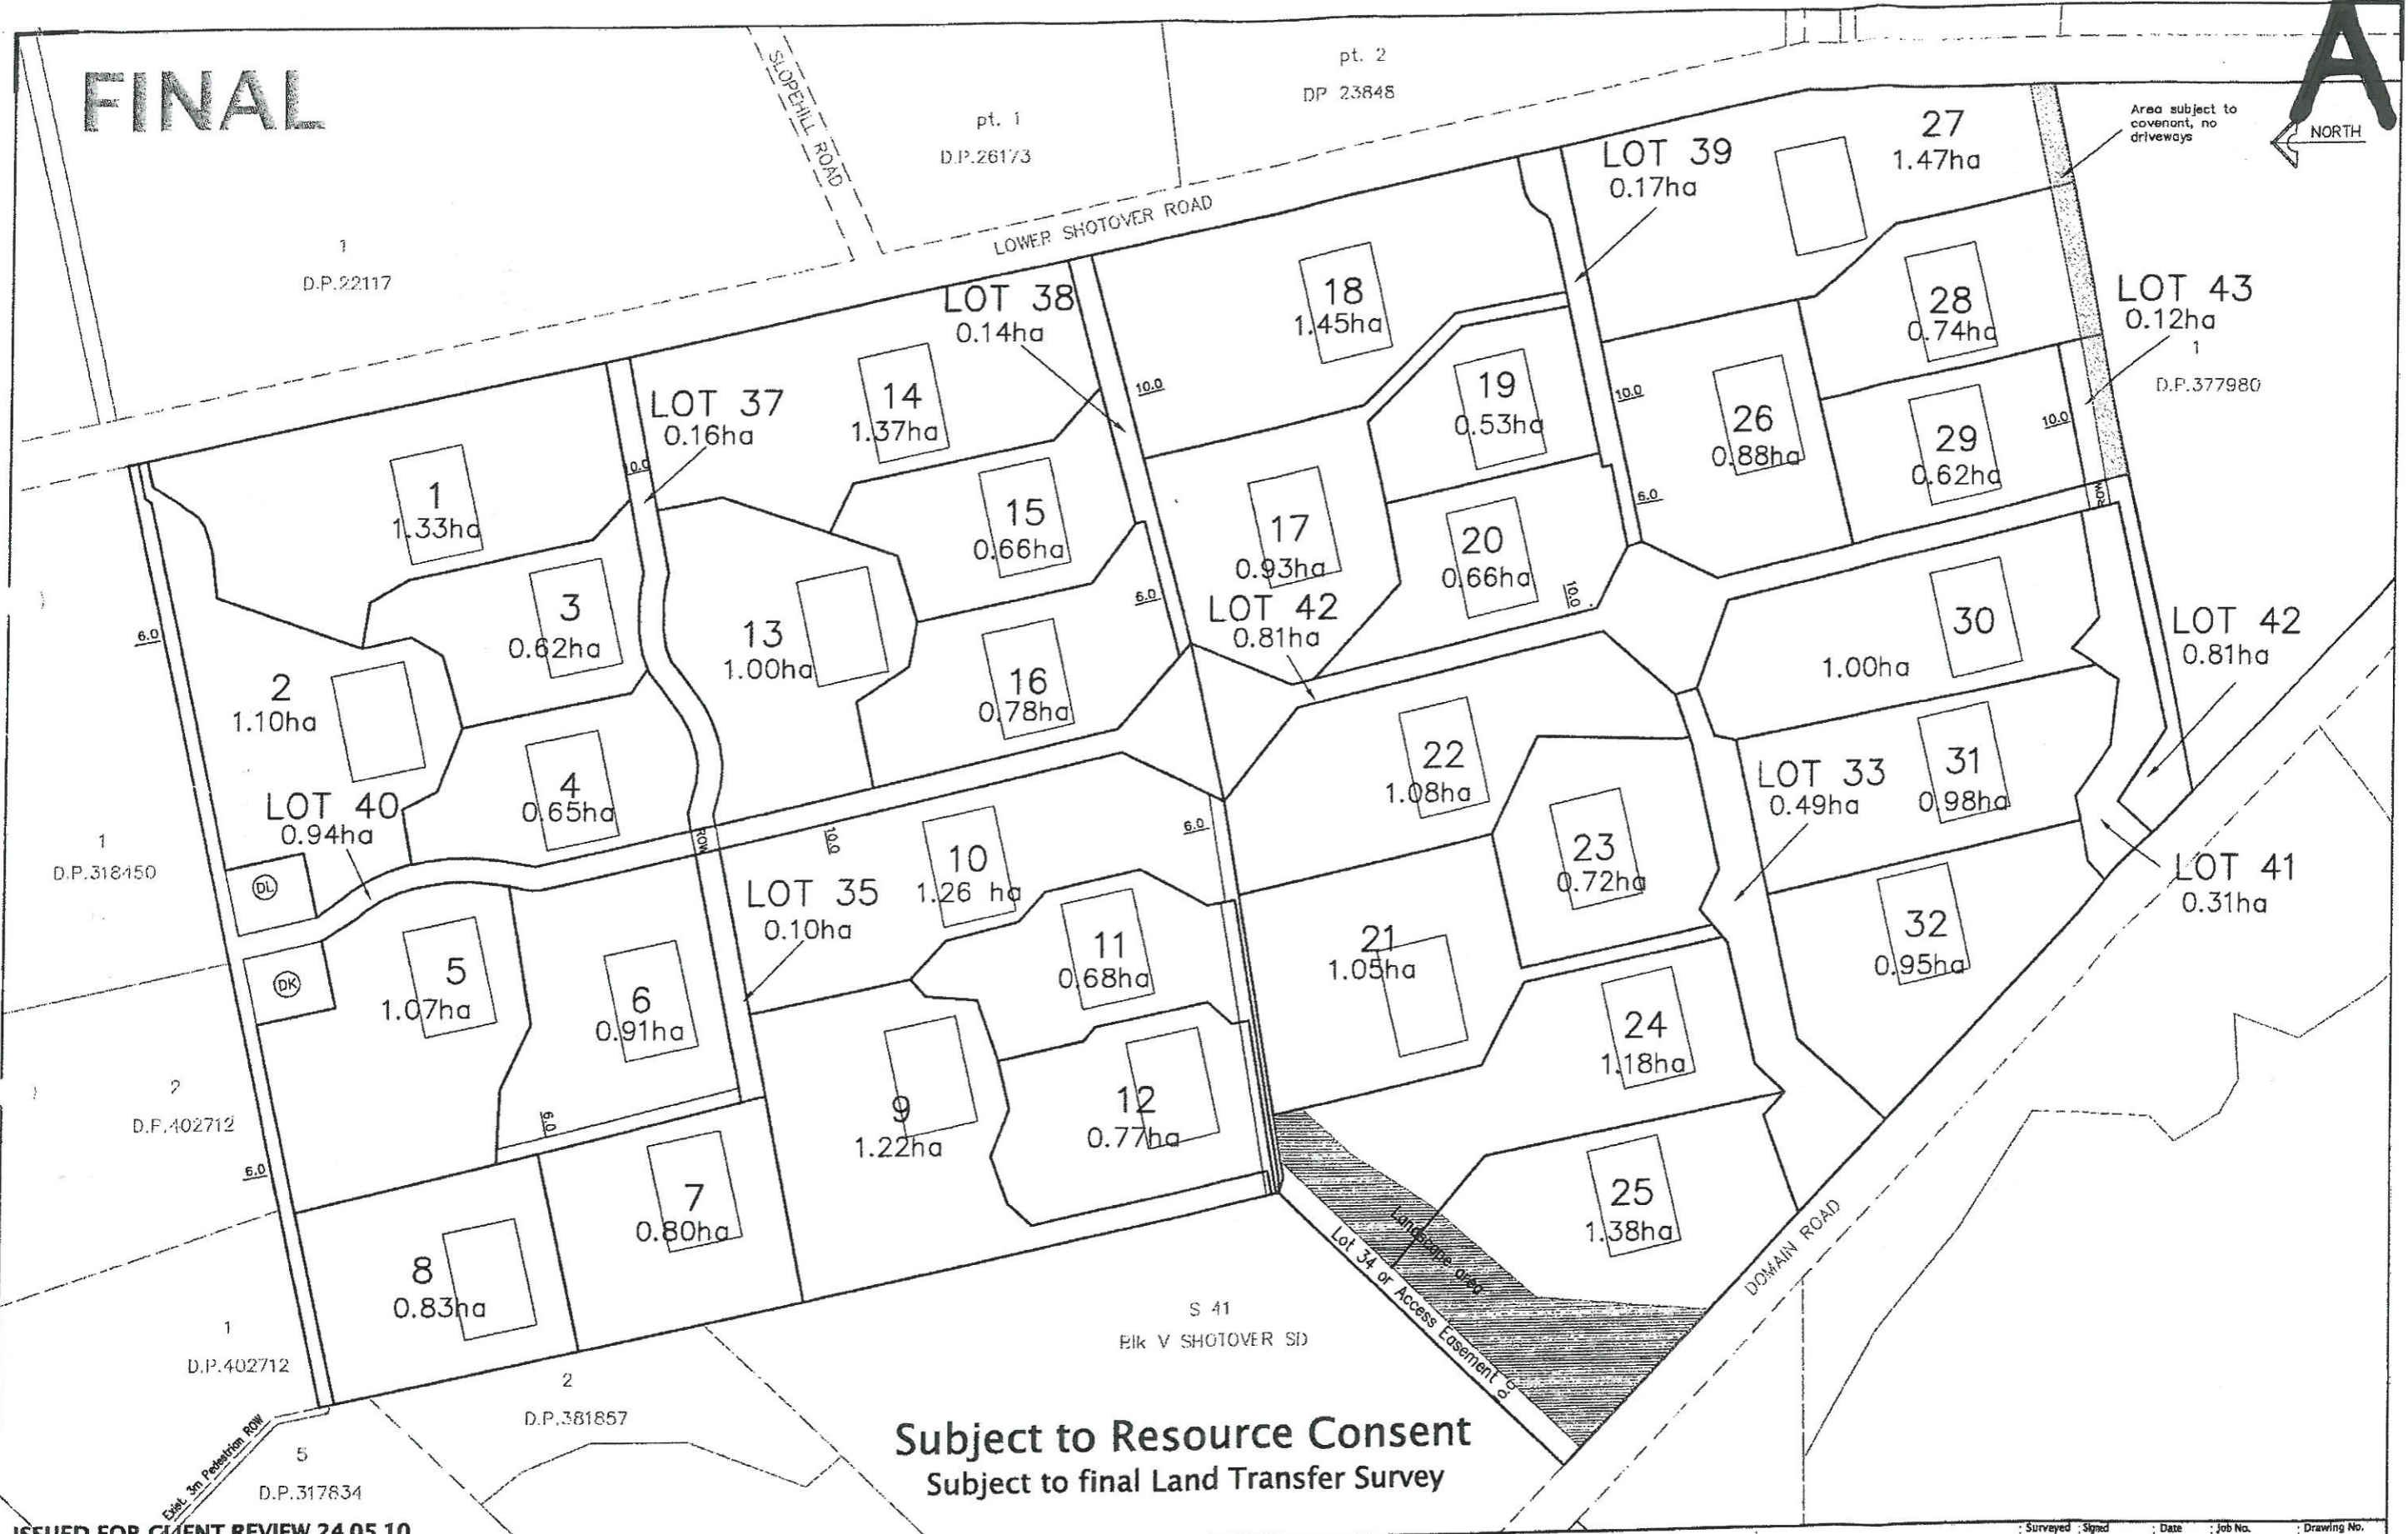 FINAL
A
NORTH
SLOPEHILL ROAD
pt. 1
D.P.26173
pt. 2
DP 23848
LOWER SHOTOVER ROAD
1
D.P.22117
Area subject to
covenant, no
driveways
27
1.47ha
LOT 39
0.17ha
18
1.45ha
28
0.74ha
LOT 43
0.12ha
1
D.P.377980
LOT 38
0.14ha
10.0
14
1.37ha
LOT 37
0.16ha
10.0
19
0.53ha
10.0
26
0.88ha
29
0.62ha
10.0
1
1.33ha
15
0.66ha
17
0.93ha
20
0.66ha
10.0
6.0
ROW
3
0.62ha
13
1.00ha
6.0
LOT 42
0.81ha
30
1.00ha
LOT 42
0.81ha
6.0
2
1.10ha
16
0.78ha
22
1.08ha
LOT 33
0.49ha
31
0.98ha
4
0.65ha
LOT 40
0.94ha
ROW
10.0
6.0
10
1.26 ha
23
0.72ha
LOT 41
0.31ha
1
D.P.318450
DL
LOT 35
0.10ha
11
0.68ha
21
1.05ha
32
0.95ha
DK
5
1.07ha
6
0.91ha
24
1.18ha
2
D.P.402712
6.0
9
1.22ha
12
0.77ha
6.0
7
0.80ha
25
1.38ha
Landscape area
Lot 34 or Access Easement
6.0
DOMAIN ROAD
8
0.83ha
S 41
Blk V SHOTOVER SD
1
D.P.402712
2
D.P.381857
Exist. 3m Pedestrian ROW
5
D.P.317834
Subject to Resource Consent
Subject to final Land Transfer Survey
ISSUED FOR CLIENT REVIEW 24.05.10
Surveyed Signed Date Job No. Drawing No.